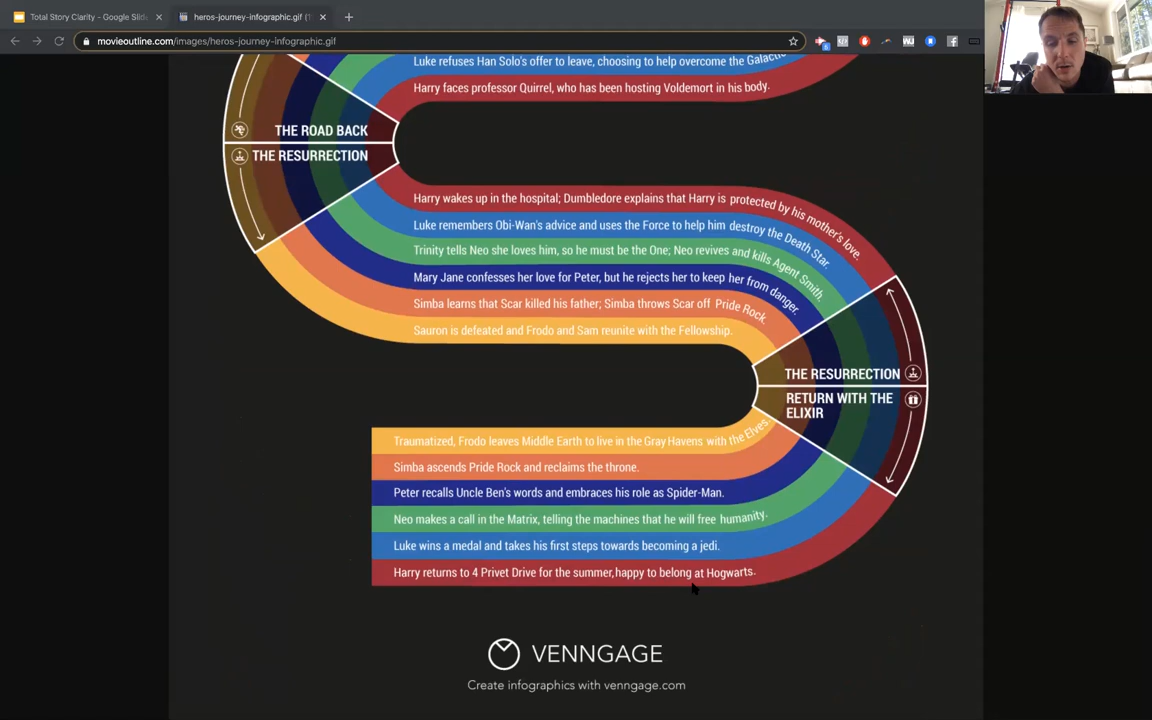 Total Story Clarity - Google Slid
heros-journey-infographic.gif (1
movieoutline.com/images/heros-journey-infographic.gif
Luke refuses Han Solo's offer to leave, choosing to help overcome the Galactic
Harry faces professor Quirrel, who has been hosting Voldemort in his body.
THE ROAD BACK
THE RESURRECTION
Harry wakes up in the hospital; Dumbledore explains that Harry is protected by his mother's love.
Luke remembers Obi-Wan's advice and uses the Force to help him destroy the Death Star.
Trinity tells Neo she loves him, so he must be the One; Neo revives and kills Agent Smith.
Mary Jane confesses her love for Peter, but he rejects her to keep her from danger.
Simba learns that Scar killed his father; Simba throws Scar off Pride Rock.
Sauron is defeated and Frodo and Sam reunite with the Fellowship.
THE RESURRECTION
RETURN WITH THE
ELIXIR
Traumatized, Frodo leaves Middle Earth to live in the Gray Havens with the Elves.
Simba ascends Pride Rock and reclaims the throne.
Peter recalls Uncle Ben's words and embraces his role as Spider-Man.
Neo makes a call in the Matrix, telling the machines that he will free humanity.
Luke wins a medal and takes his first steps towards becoming a jedi.
Harry returns to 4 Privet Drive for the summer, happy to belong at Hogwarts.
VENNGAGE
Create infographics with venngage.com